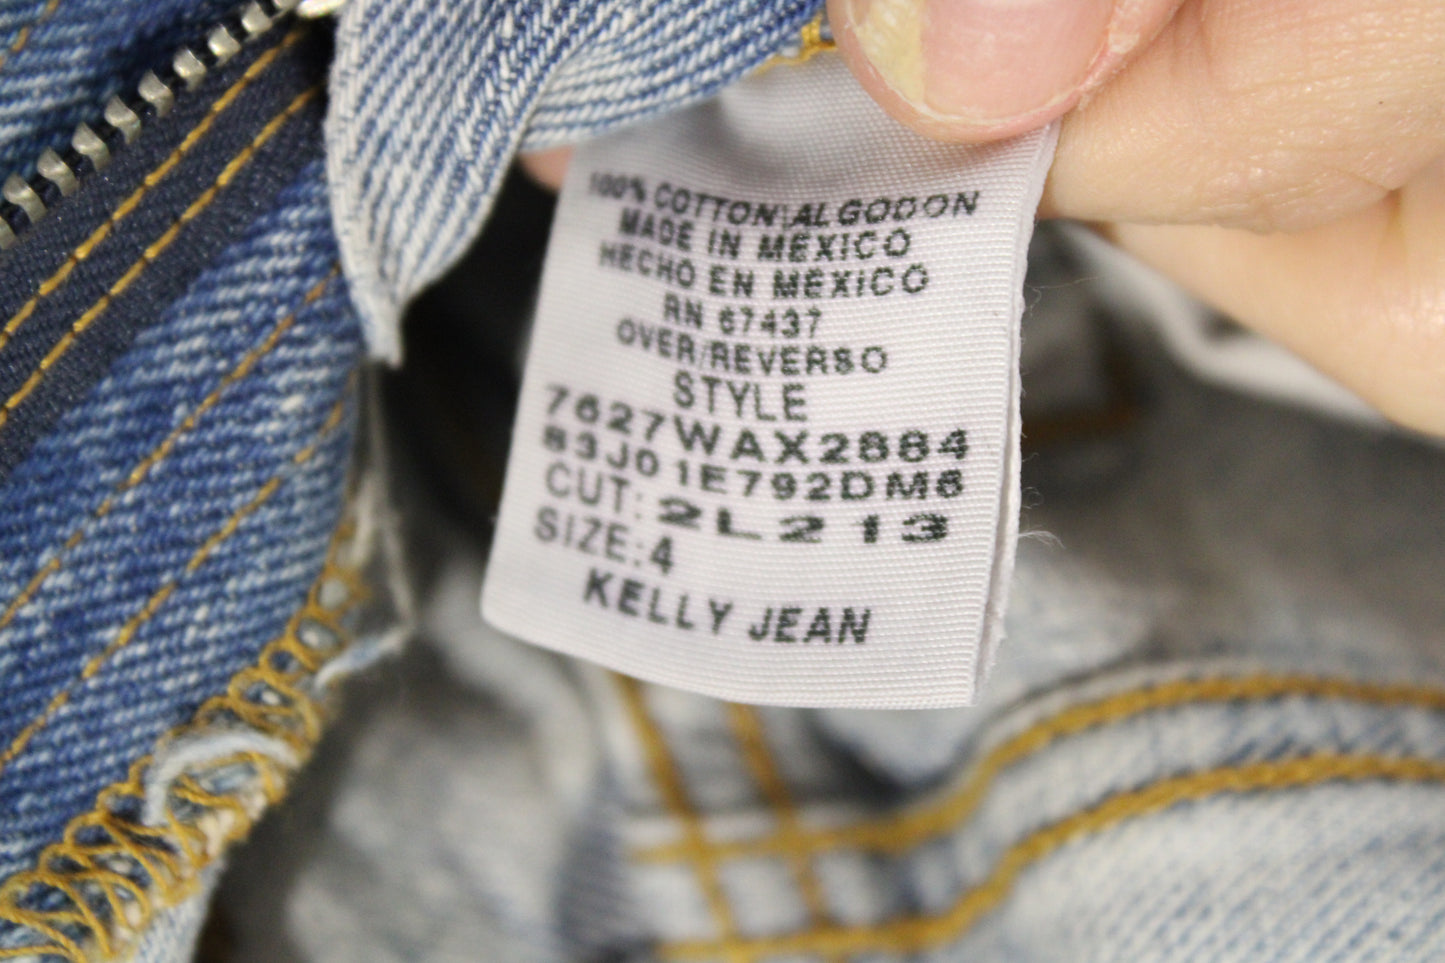 100% COTTON/ALGODON
MADE IN MEXICO
HECHO EN MÉXICO
RN 67437
OVER/REVERSO
STYLE
7627WAX2884
83J01E792DM6
CUT: 2L213
SIZE:4
KELLY JEAN